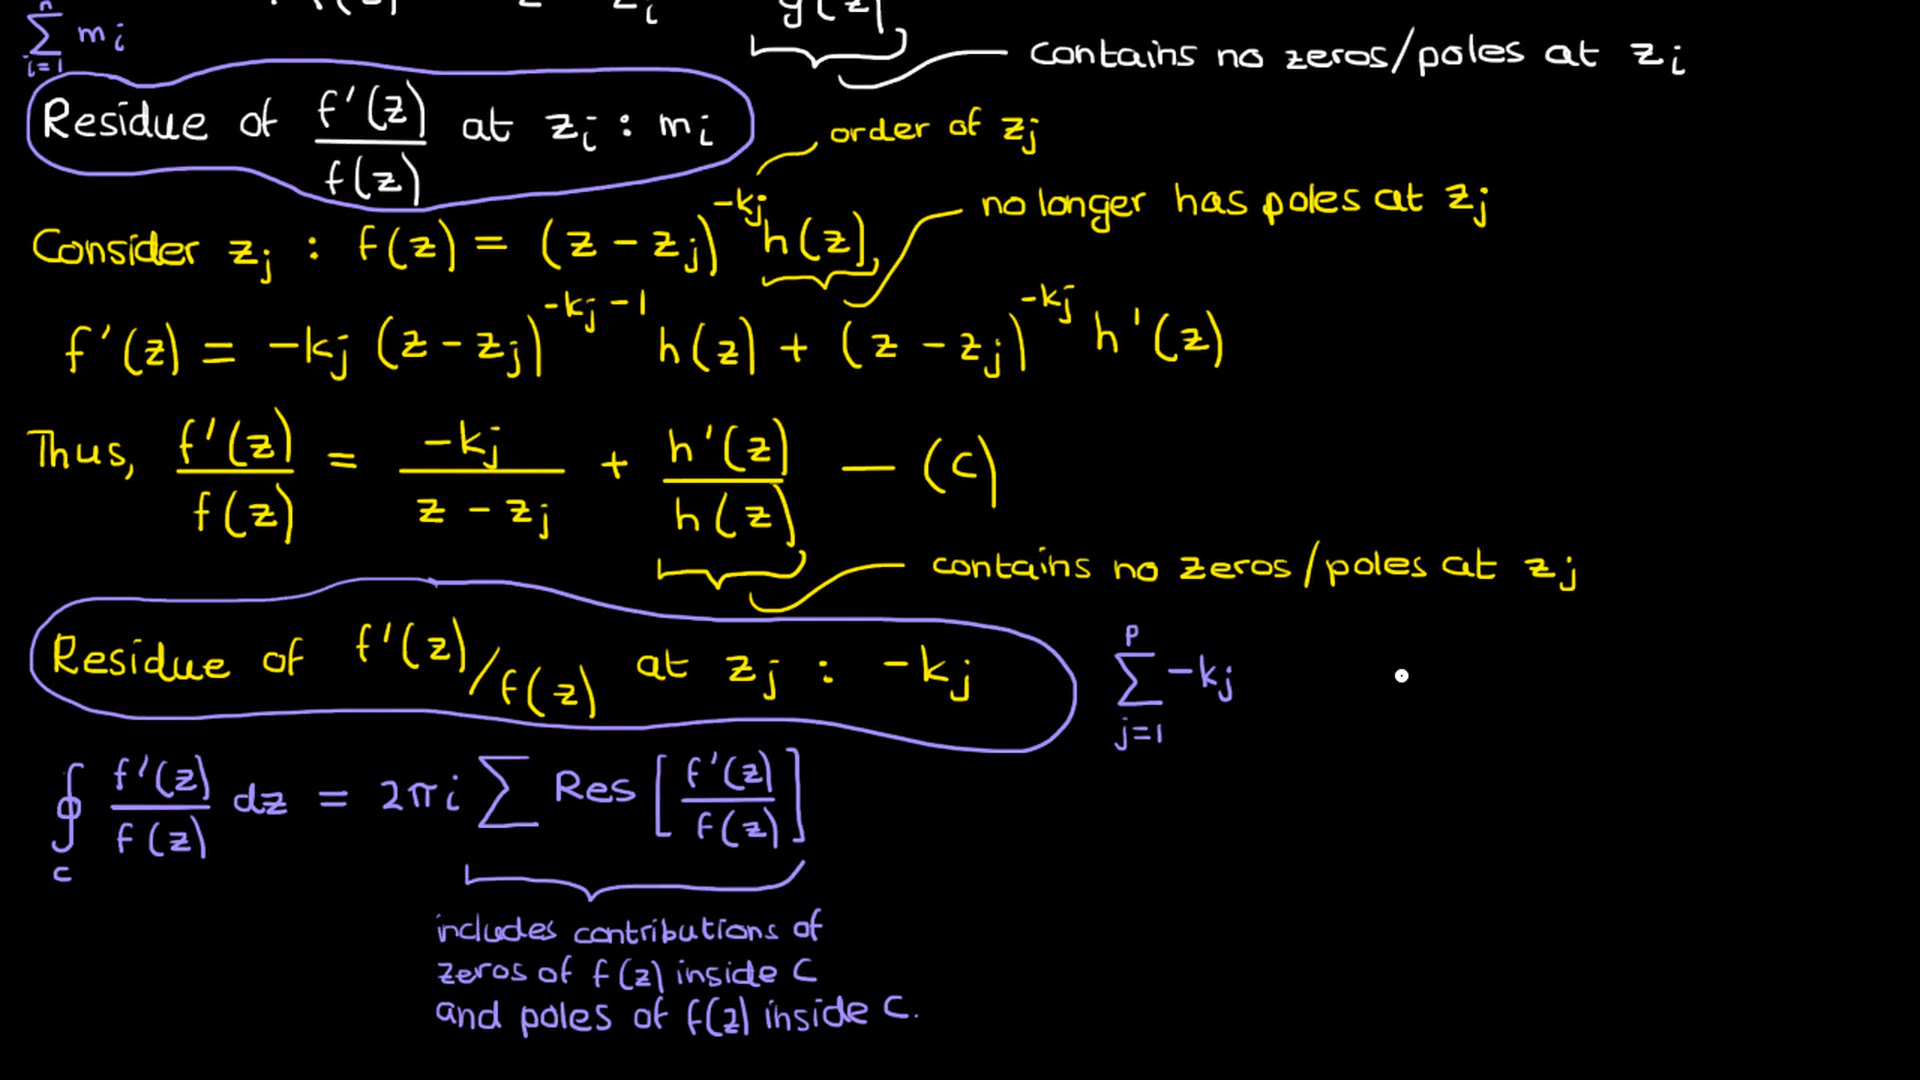 n
∑ m_i
i=1
g(z)
contains no zeros/poles at z_i
Residue of f'(z)/f(z) at z_i : m_i
order of z_j
no longer has poles at z_j
Consider z_j : f(z) = (z - z_j)^{-k_j} h(z),
f'(z) = -k_j (z - z_j)^{-k_j - 1} h(z) + (z - z_j)^{-k_j} h'(z)
Thus, f'(z)/f(z) = -k_j/(z - z_j) + h'(z)/h(z) — (C)
contains no zeros/poles at z_j
Residue of f'(z)/f(z) at z_j : -k_j
p
∑ -k_j
j=1
∮_C f'(z)/f(z) dz = 2πi ∑ Res [f'(z)/f(z)]
includes contributions of
zeros of f(z) inside C
and poles of f(z) inside C.